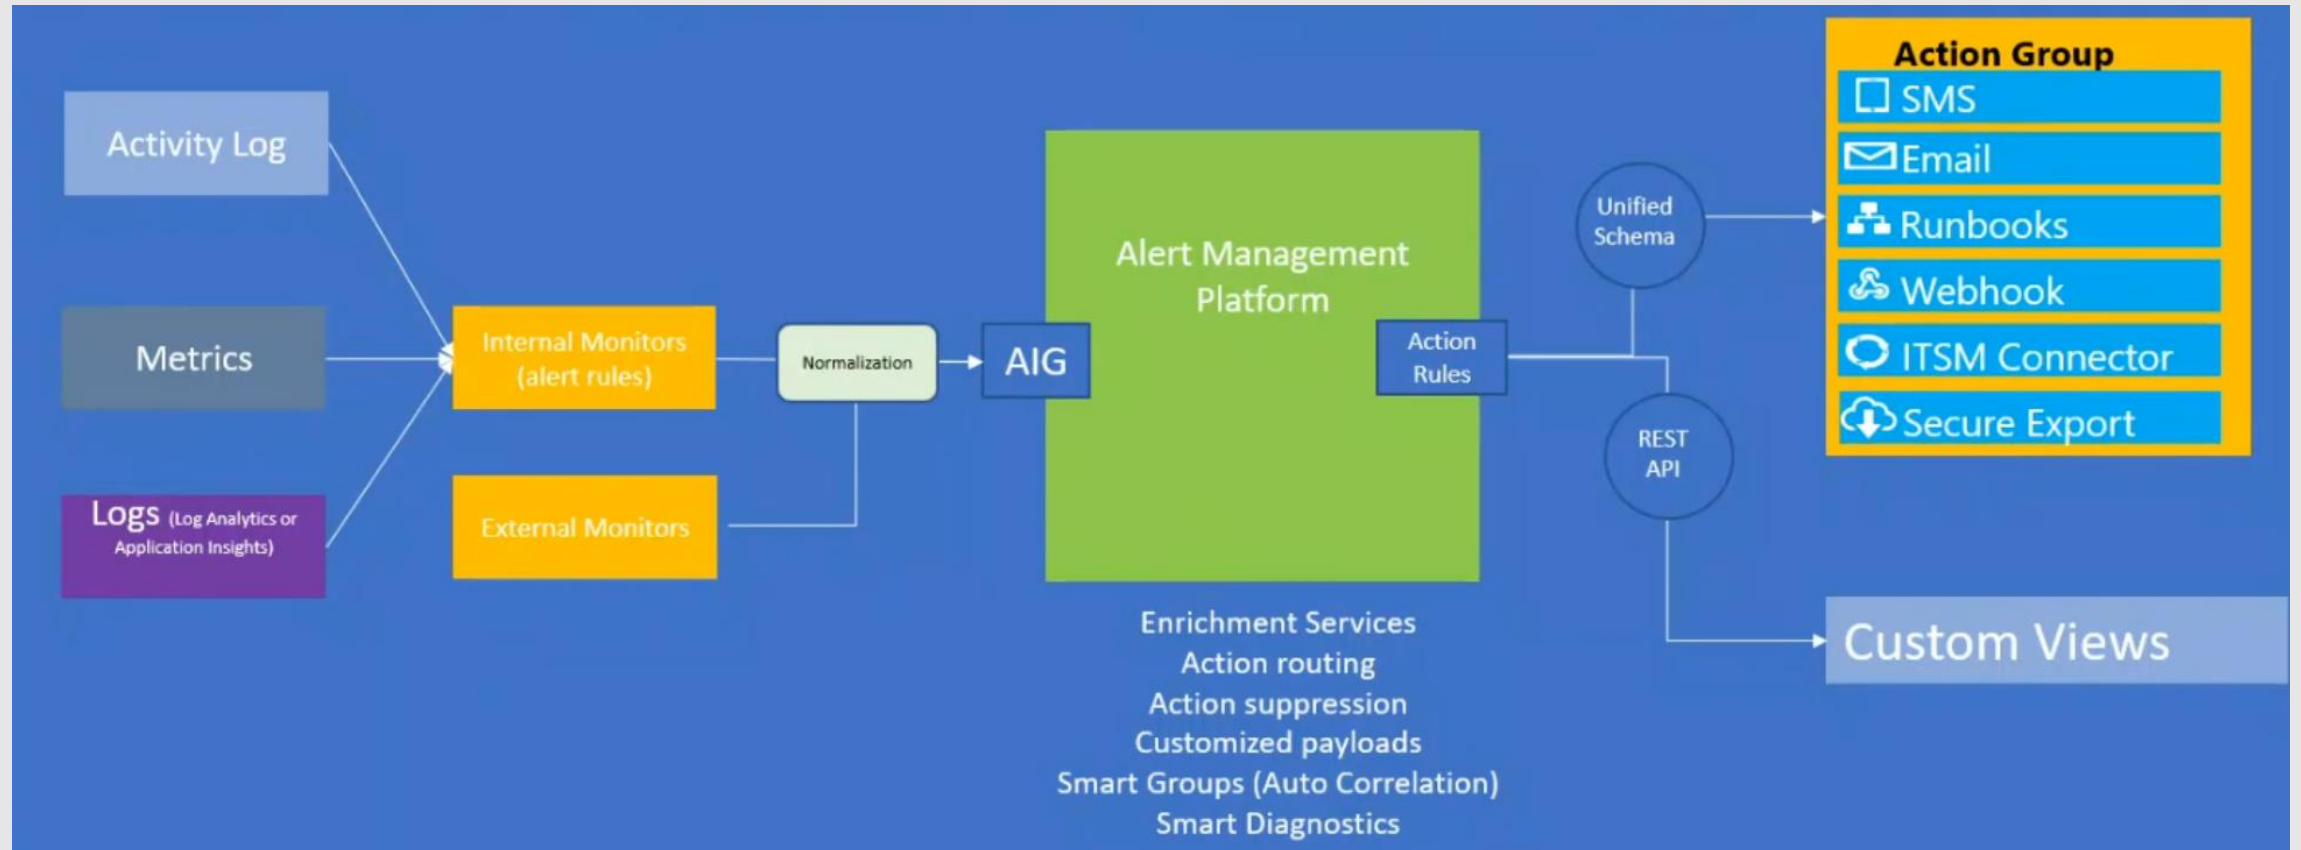 Activity Log
Metrics
Logs (Log Analytics or
Application Insights)
Internal Monitors
(alert rules)
External Monitors
Normalization
AIG
Alert Management
Platform
Action
Rules
Enrichment Services
Action routing
Action suppression
Customized payloads
Smart Groups (Auto Correlation)
Smart Diagnostics
Unified
Schema
REST
API
Action Group
SMS
Email
Runbooks
Webhook
ITSM Connector
Secure Export
Custom Views